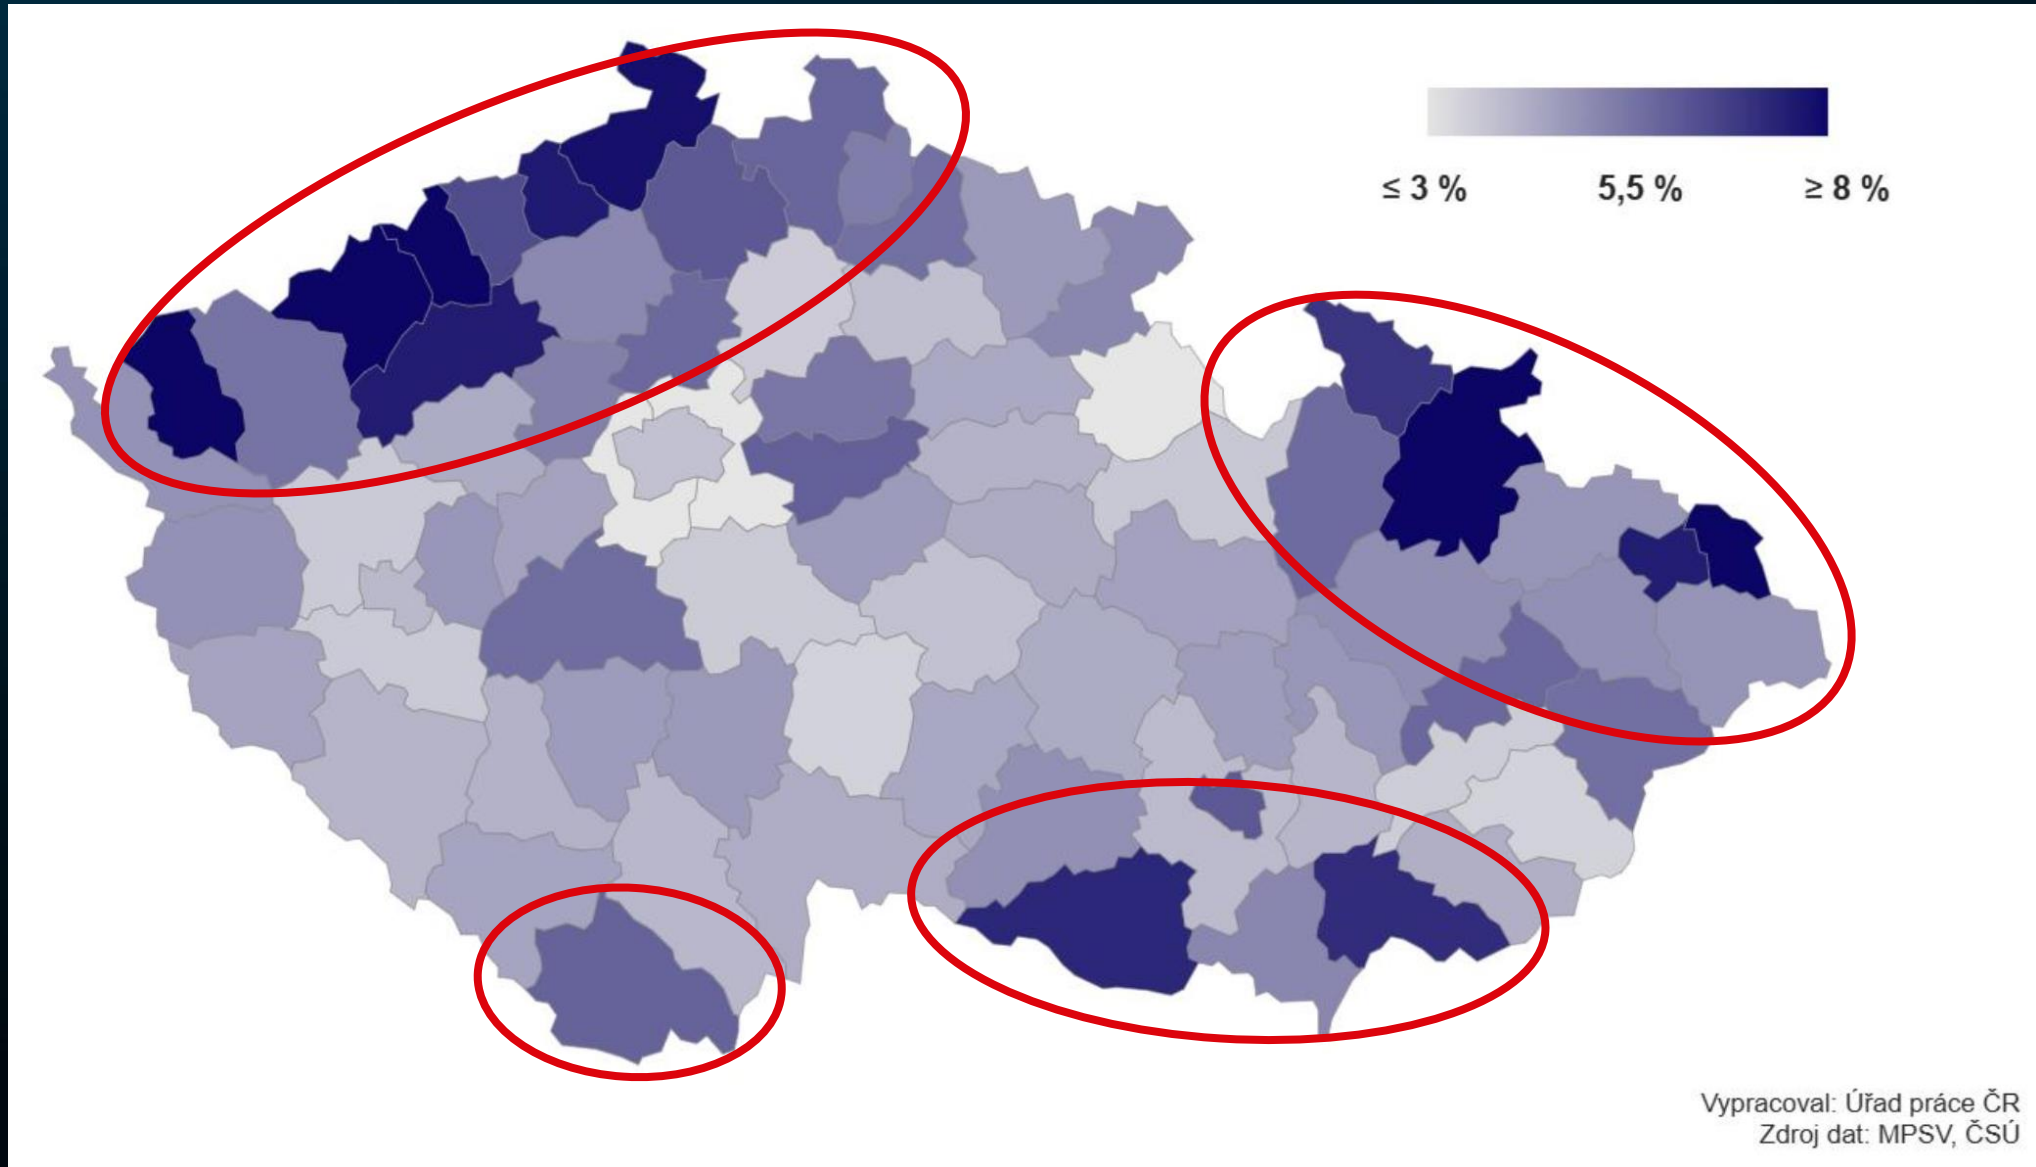 ≤ 3 % 5,5 % ≥ 8 %
Vypracoval: Úřad práce ČR
Zdroj dat: MPSV, ČSÚ